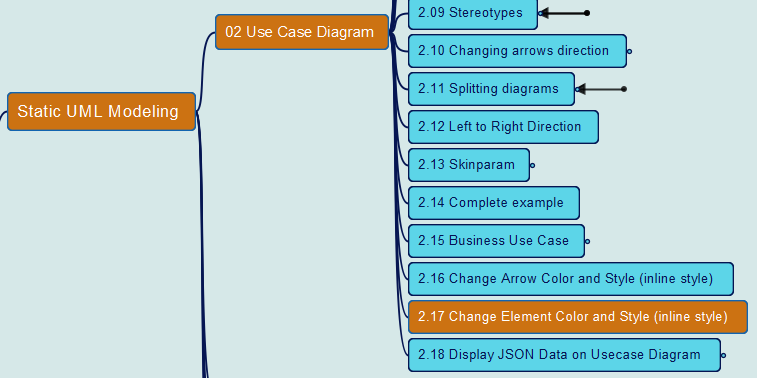 2.09 Stereotypes
02 Use Case Diagram
2.10 Changing arrows direction
2.11 Splitting diagrams
Static UML Modeling
2.12 Left to Right Direction
2.13 Skinparam
2.14 Complete example
2.15 Business Use Case
2.16 Change Arrow Color and Style (inline style)
2.17 Change Element Color and Style (inline style)
2.18 Display JSON Data on Usecase Diagram